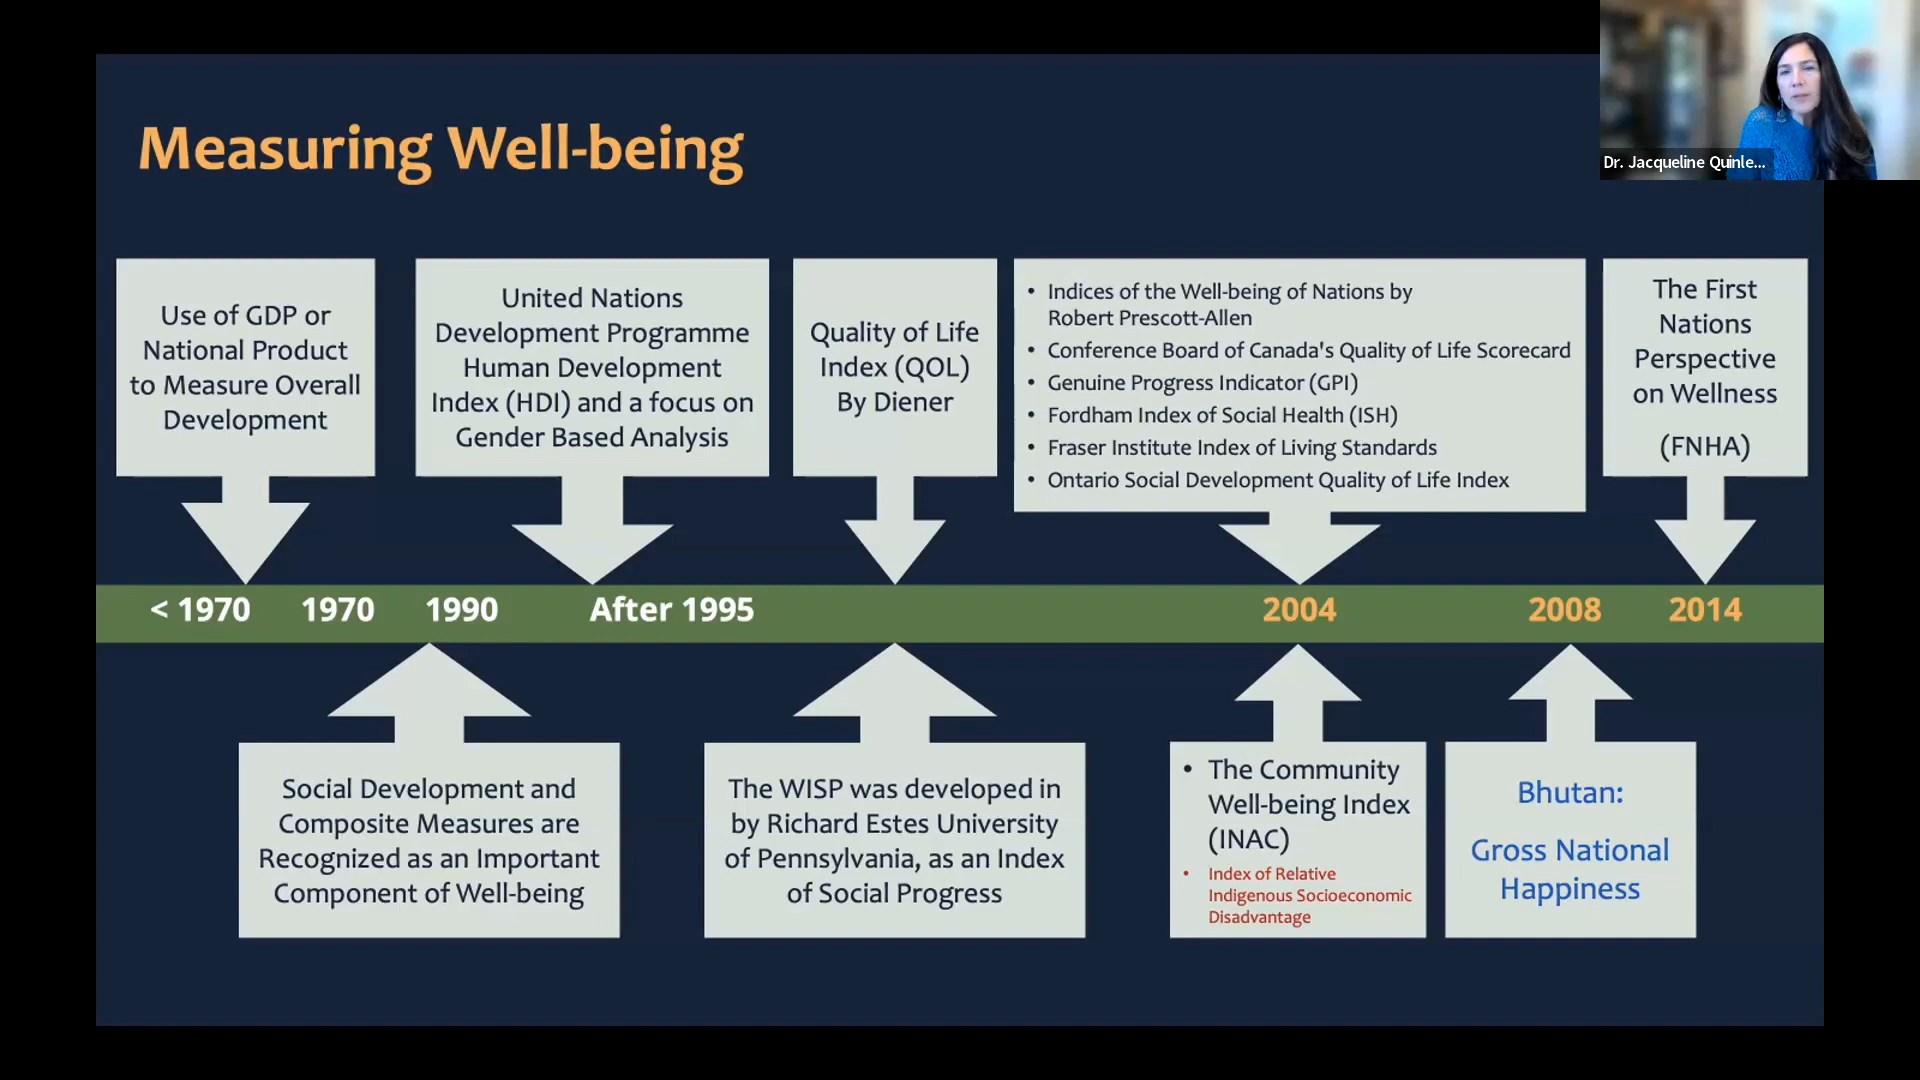 Measuring Well-being
Dr. Jacqueline Quinle...
Use of GDP or
National Product
to Measure Overall
Development
United Nations
Development Programme
Human Development
Index (HDI) and a focus on
Gender Based Analysis
Quality of Life
Index (QOL)
By Diener
• Indices of the Well-being of Nations by
Robert Prescott-Allen
• Conference Board of Canada's Quality of Life Scorecard
• Genuine Progress Indicator (GPI)
• Fordham Index of Social Health (ISH)
• Fraser Institute Index of Living Standards
• Ontario Social Development Quality of Life Index
The First
Nations
Perspective
on Wellness
(FNHA)
< 1970 1970 1990 After 1995 2004 2008 2014
Social Development and
Composite Measures are
Recognized as an Important
Component of Well-being
The WISP was developed in
by Richard Estes University
of Pennsylvania, as an Index
of Social Progress
• The Community
Well-being Index
(INAC)
• Index of Relative
Indigenous Socioeconomic
Disadvantage
Bhutan:
Gross National
Happiness